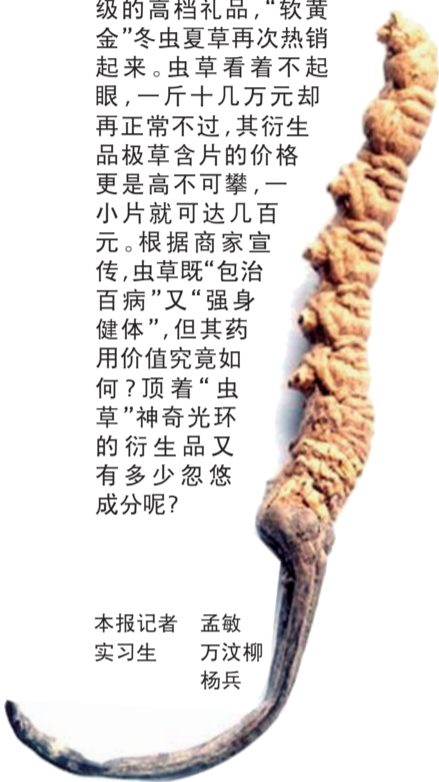 级的高档礼品，“软黄
金”冬虫夏草再次热销
起来。虫草看着不起
眼，一斤十几万元却
再正常不过，其衍生
品极草含片的价格
更是高不可攀，一
小片就可达几百
元。根据商家宣
传，虫草既“包治
百病”又“强身
健体”，但其药
用价值究竟如
何？顶着“虫
草”神奇光环
的衍生品又
有多少忽悠
成分呢？
本报记者 孟敏
实习生 万汶柳
杨兵